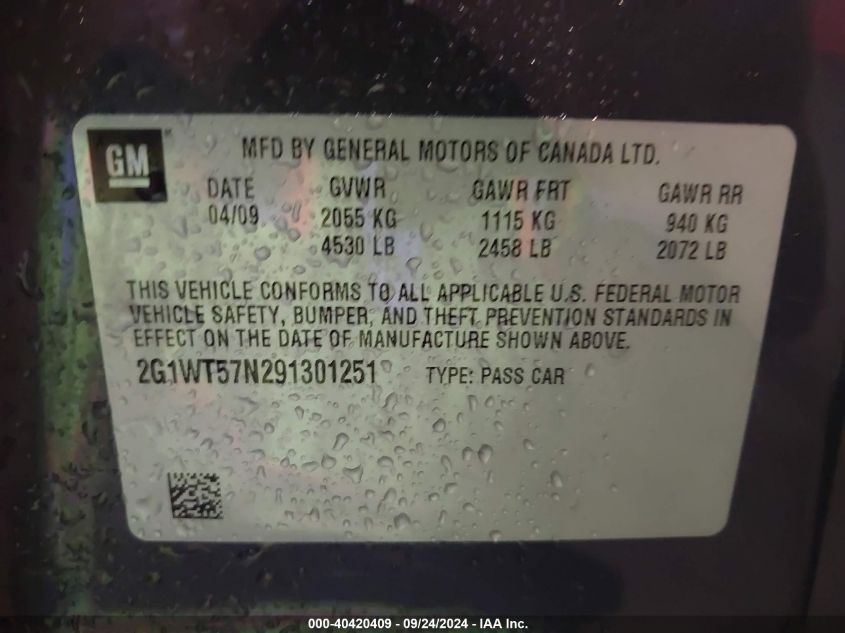 GM
MFD BY GENERAL MOTORS OF CANADA LTD.
DATE GVWR GAWR FRT GAWR RR
04/09 2055 KG 1115 KG 940 KG
4530 LB 2458 LB 2072 LB
THIS VEHICLE CONFORMS TO ALL APPLICABLE U.S. FEDERAL MOTOR
VEHICLE SAFETY, BUMPER, AND THEFT PREVENTION STANDARDS IN
EFFECT ON THE DATE OF MANUFACTURE SHOWN ABOVE.
2G1WT57N291301251 TYPE: PASS CAR
000-40420409 - 09/24/2024 - IAA Inc.